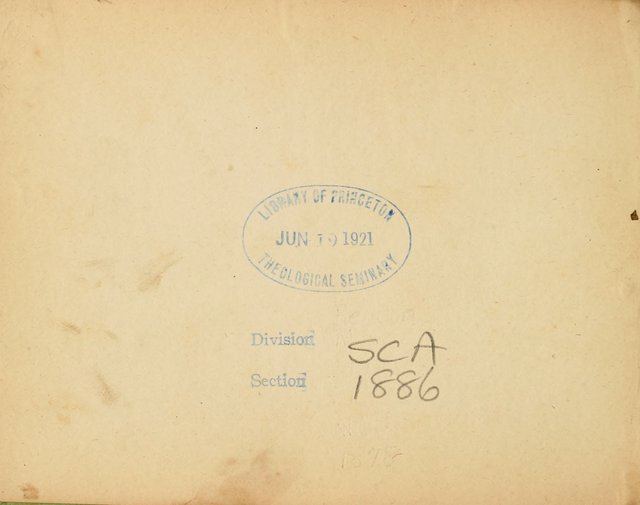 LIBRARY OF PRINCETON
JUN 19 1921
THEOLOGICAL SEMINARY
Division SCA
Section 1886